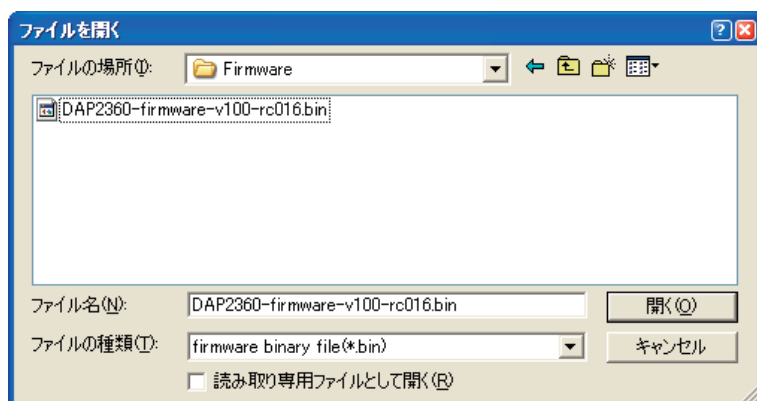 ファイルを開く
ファイルの場所(I): Firmware
DAP2360-firmware-v100-rc016.bin
ファイル名(N): DAP2360-firmware-v100-rc016.bin 開く(O)
ファイルの種類(T): firmware binary file(*.bin) キャンセル
読み取り専用ファイルとして開く(R)